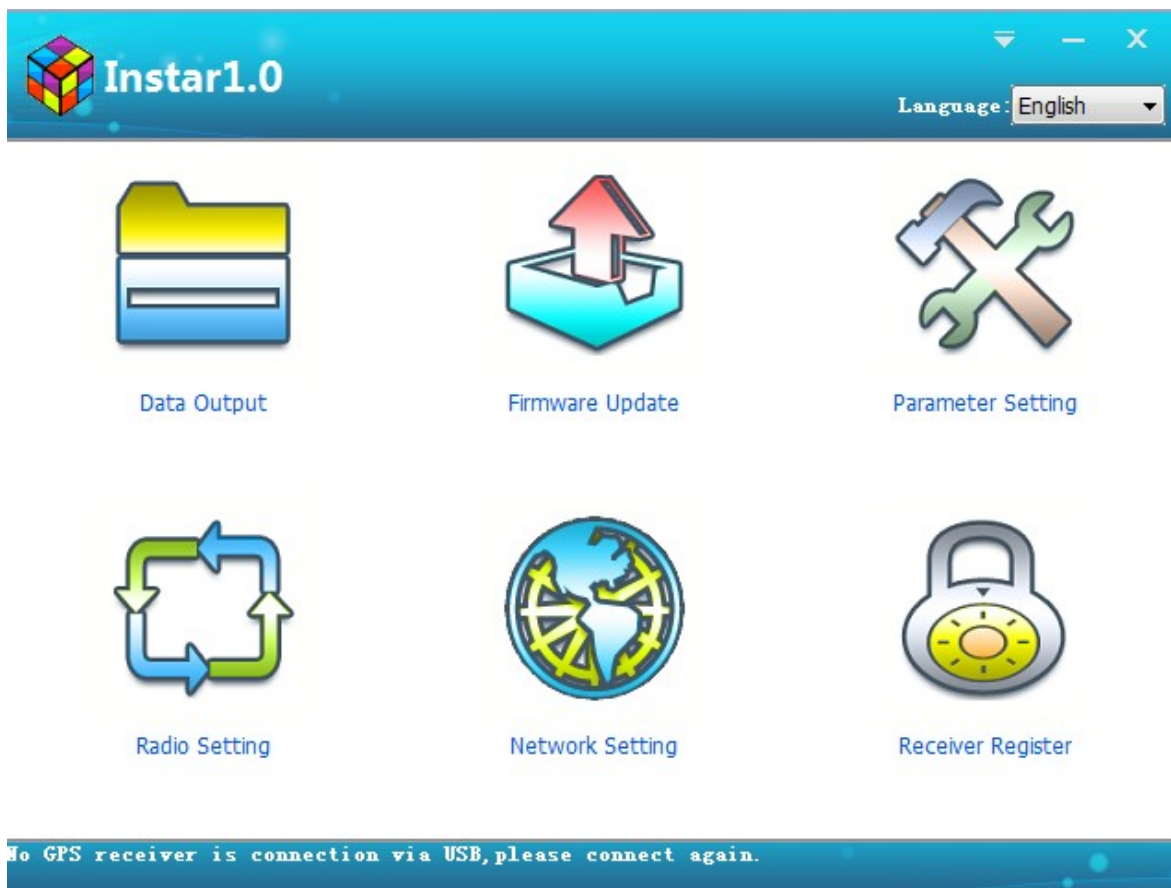 Instar1.0
Language: English
Data Output
Firmware Update
Parameter Setting
Radio Setting
Network Setting
Receiver Register
No GPS receiver is connection via USB,please connect again.